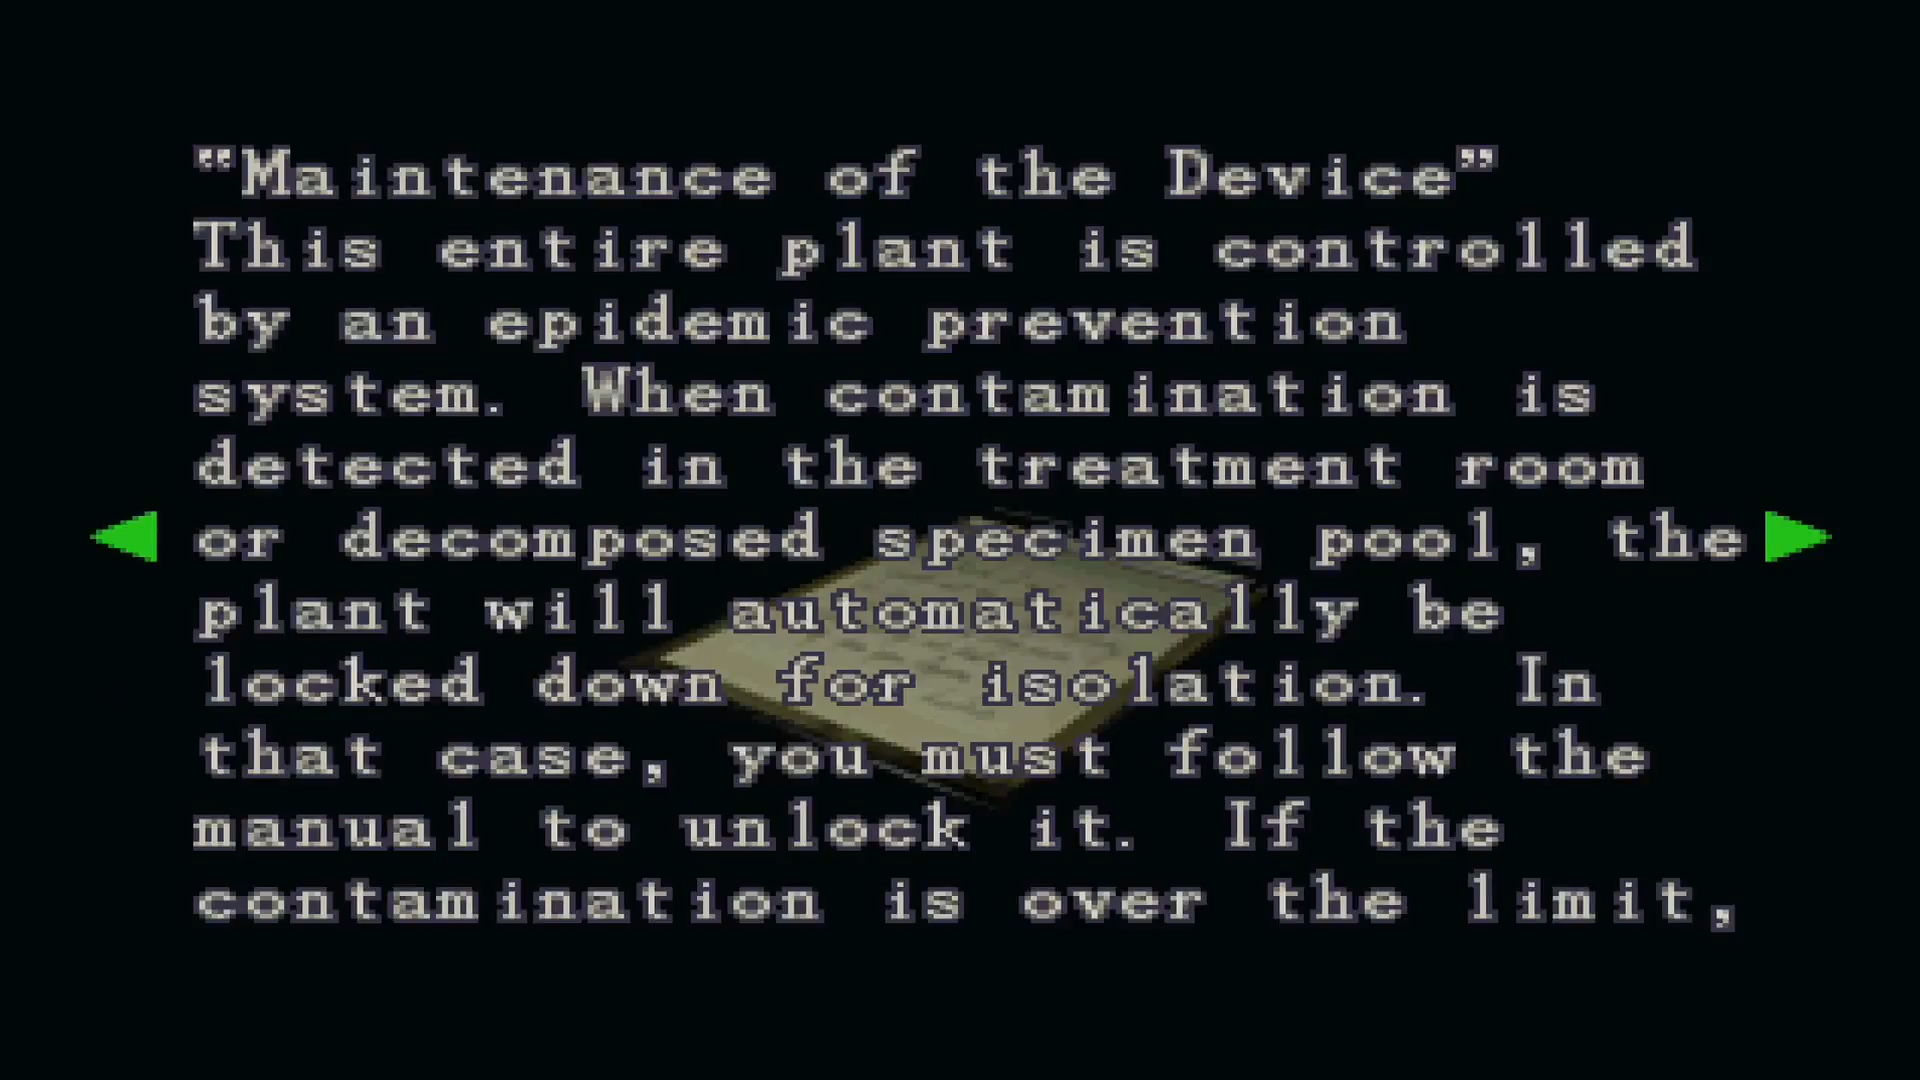 "Maintenance of the Device"
This entire plant is controlled
by an epidemic prevention
system. When contamination is
detected in the treatment room
or decomposed specimen pool, the
plant will automatically be
locked down for isolation. In
that case, you must follow the
manual to unlock it. If the
contamination is over the limit,